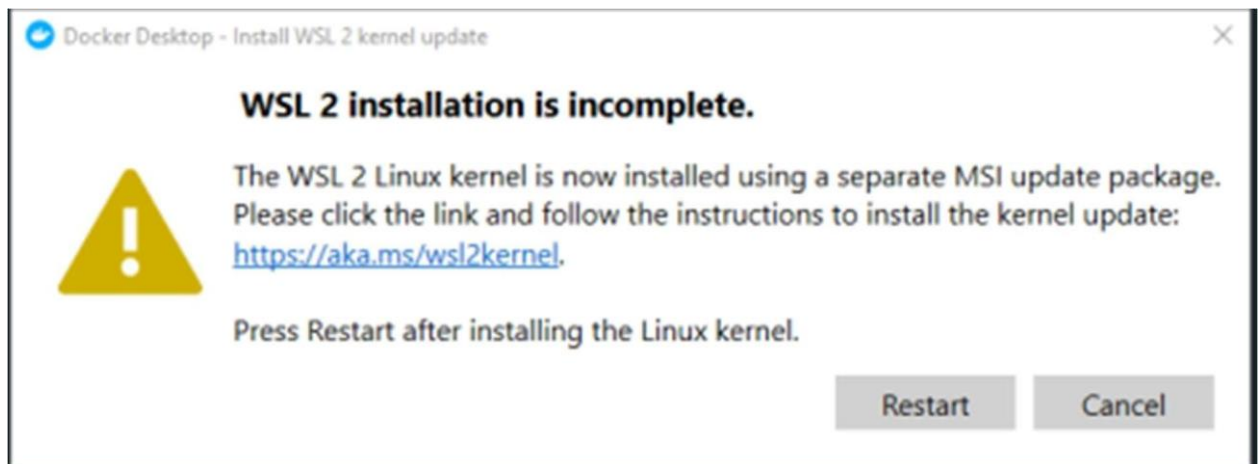 Docker Desktop - Install WSL 2 kernel update
WSL 2 installation is incomplete.
The WSL 2 Linux kernel is now installed using a separate MSI update package.
Please click the link and follow the instructions to install the kernel update:
https://aka.ms/wsl2kernel.
Press Restart after installing the Linux kernel.
Restart Cancel